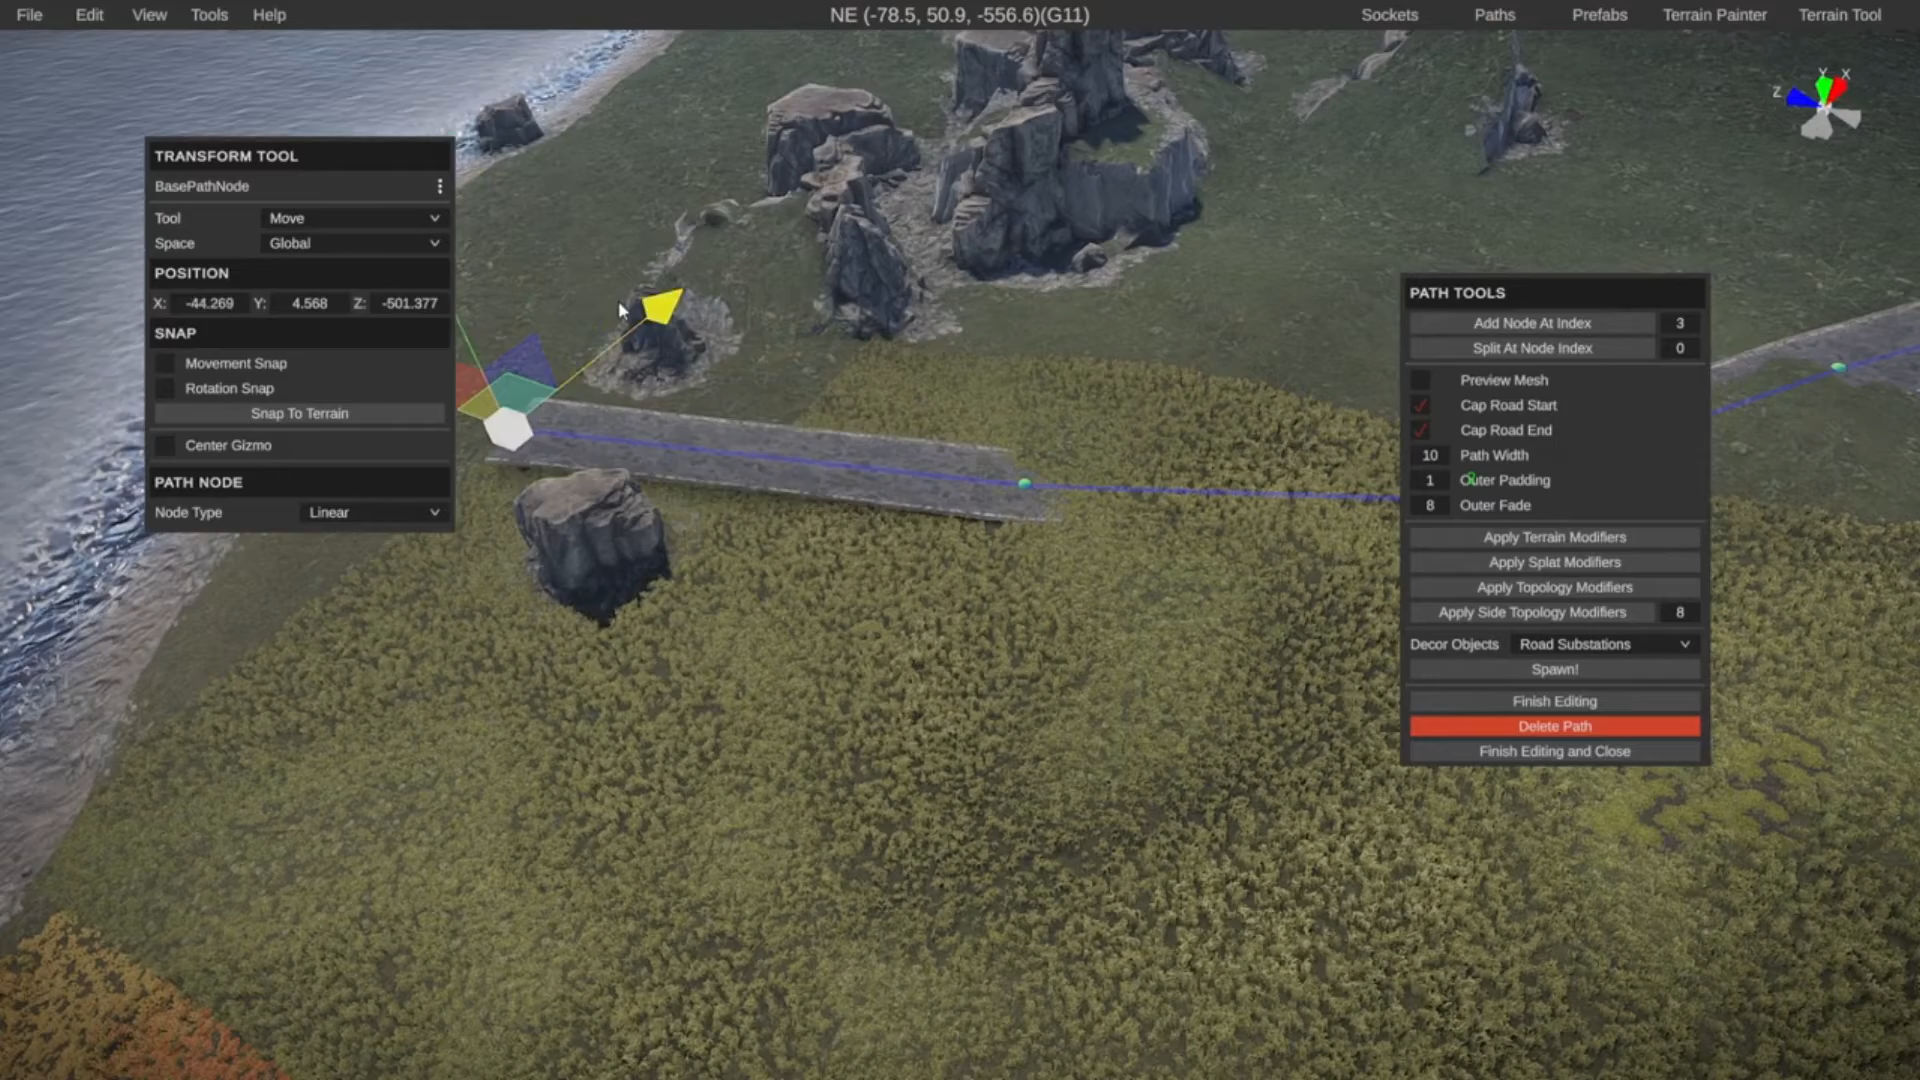 File Edit View Tools Help NE (-78.5, 50.9, -556.6)(G11) Sockets Paths Prefabs Terrain Painter Terrain Tool
Y X
Z
TRANSFORM TOOL
BasePathNode
Tool Move
Space Global
POSITION
X: -44.269 Y: 4.568 Z: -501.377
SNAP
Movement Snap
Rotation Snap
Snap To Terrain
Center Gizmo
PATH NODE
Node Type Linear
PATH TOOLS
Add Node At Index 3
Split At Node Index 0
Preview Mesh
Cap Road Start
Cap Road End
10 Path Width
1 Outer Padding
8 Outer Fade
Apply Terrain Modifiers
Apply Splat Modifiers
Apply Topology Modifiers
Apply Side Topology Modifiers 8
Decor Objects Road Substations
Spawn!
Finish Editing
Delete Path
Finish Editing and Close